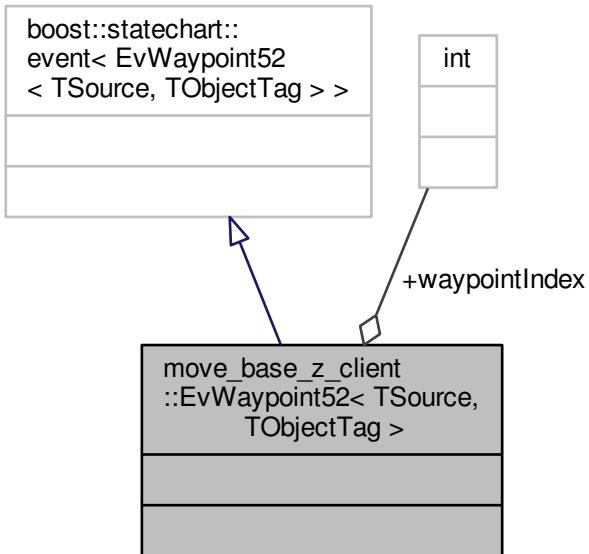 boost::statechart::
event< EvWaypoint52
< TSource, TObjectTag > >
int
+waypointIndex
move_base_z_client
::EvWaypoint52< TSource,
TObjectTag >